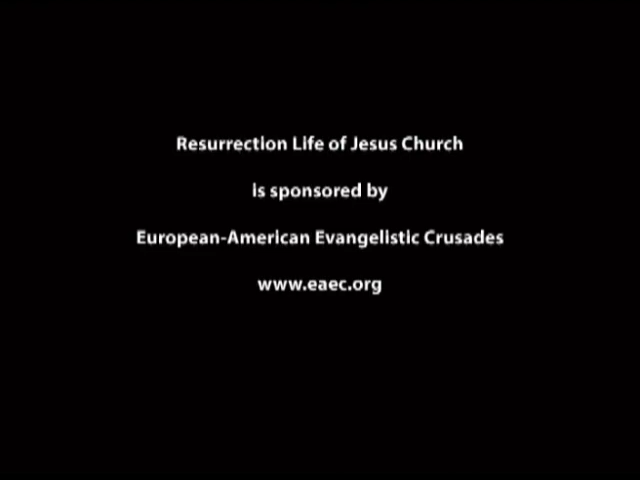 Resurrection Life of Jesus Church
is sponsored by
European-American Evangelistic Crusades
www.eaec.org